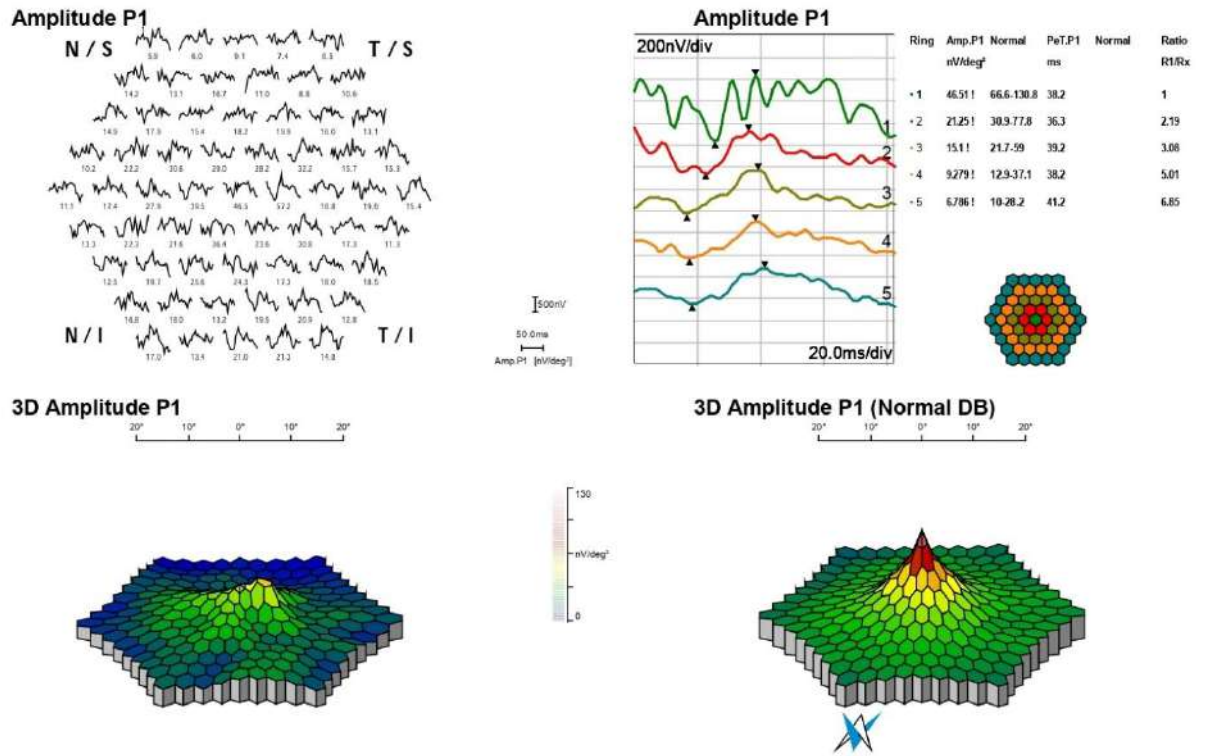 Amplitude P1
N / S
T / S
5.9 6.0 9.1 7.4 6.5
14.2 13.1 16.7 11.0 8.8 10.6
14.9 17.9 15.4 18.2 19.9 16.0 13.1
10.2 22.2 30.6 29.0 28.2 32.2 15.7 15.3
11.1 17.4 27.9 39.5 46.5 57.2 18.8 19.6 15.4
13.3 22.3 21.6 36.4 23.6 30.8 17.3 11.3
12.5 19.7 25.6 24.3 17.3 16.0 18.5
16.8 18.0 13.2 19.5 20.9 12.8
17.0 13.4 21.0 21.3 14.8
N / I
T / I
500nV
50.0ms
Amp.P1 [nV/deg²]
Amplitude P1
200nV/div
1
2
3
4
5
20.0ms/div
Ring Amp.P1 Normal PeT.P1 Normal Ratio
nV/deg² ms R1/Rx
• 1 46.51 ! 66.6-130.8 38.2 1
• 2 21.25 ! 30.9-77.8 36.3 2.19
• 3 15.1 ! 21.7-59 39.2 3.08
• 4 9.279 ! 12.9-37.1 38.2 5.01
• 5 6.786 ! 10-28.2 41.2 6.85
3D Amplitude P1
20° 10° 0° 10° 20°
130
nV/deg²
0
3D Amplitude P1 (Normal DB)
20° 10° 0° 10° 20°